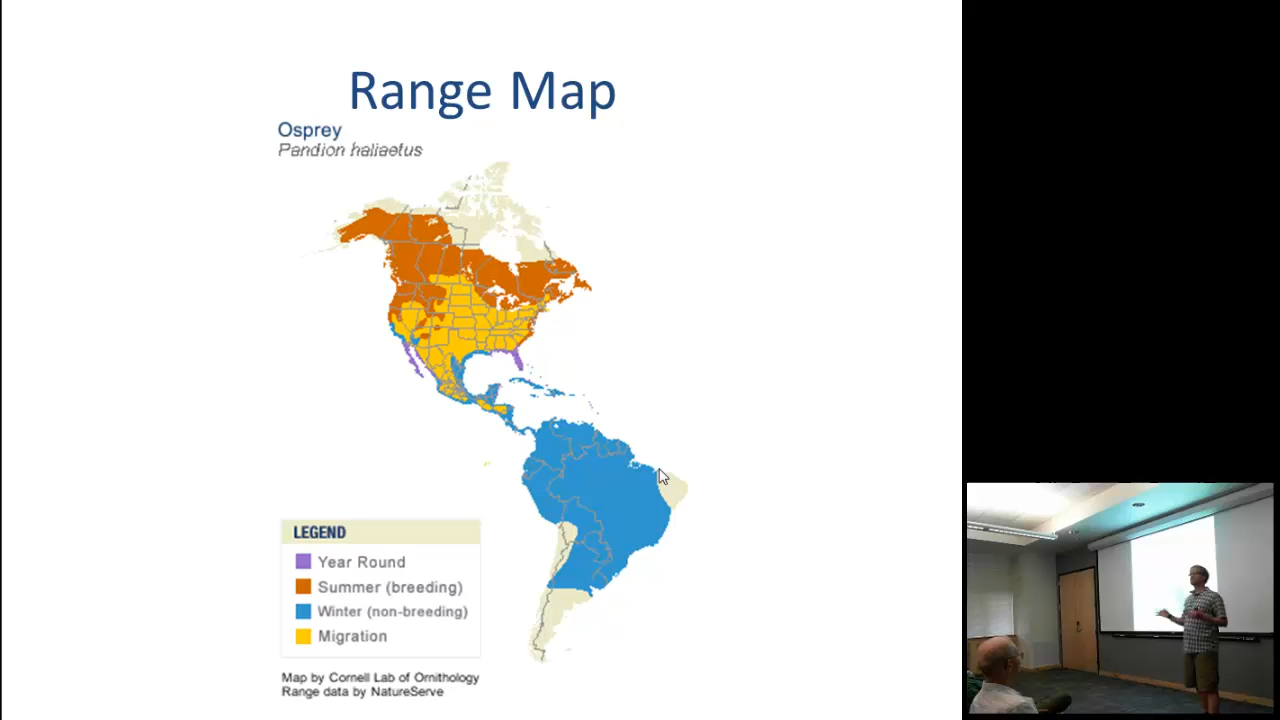 Range Map
Osprey
Pandion haliaetus
LEGEND
Year Round
Summer (breeding)
Winter (non-breeding)
Migration
Map by Cornell Lab of Ornithology
Range data by NatureServe